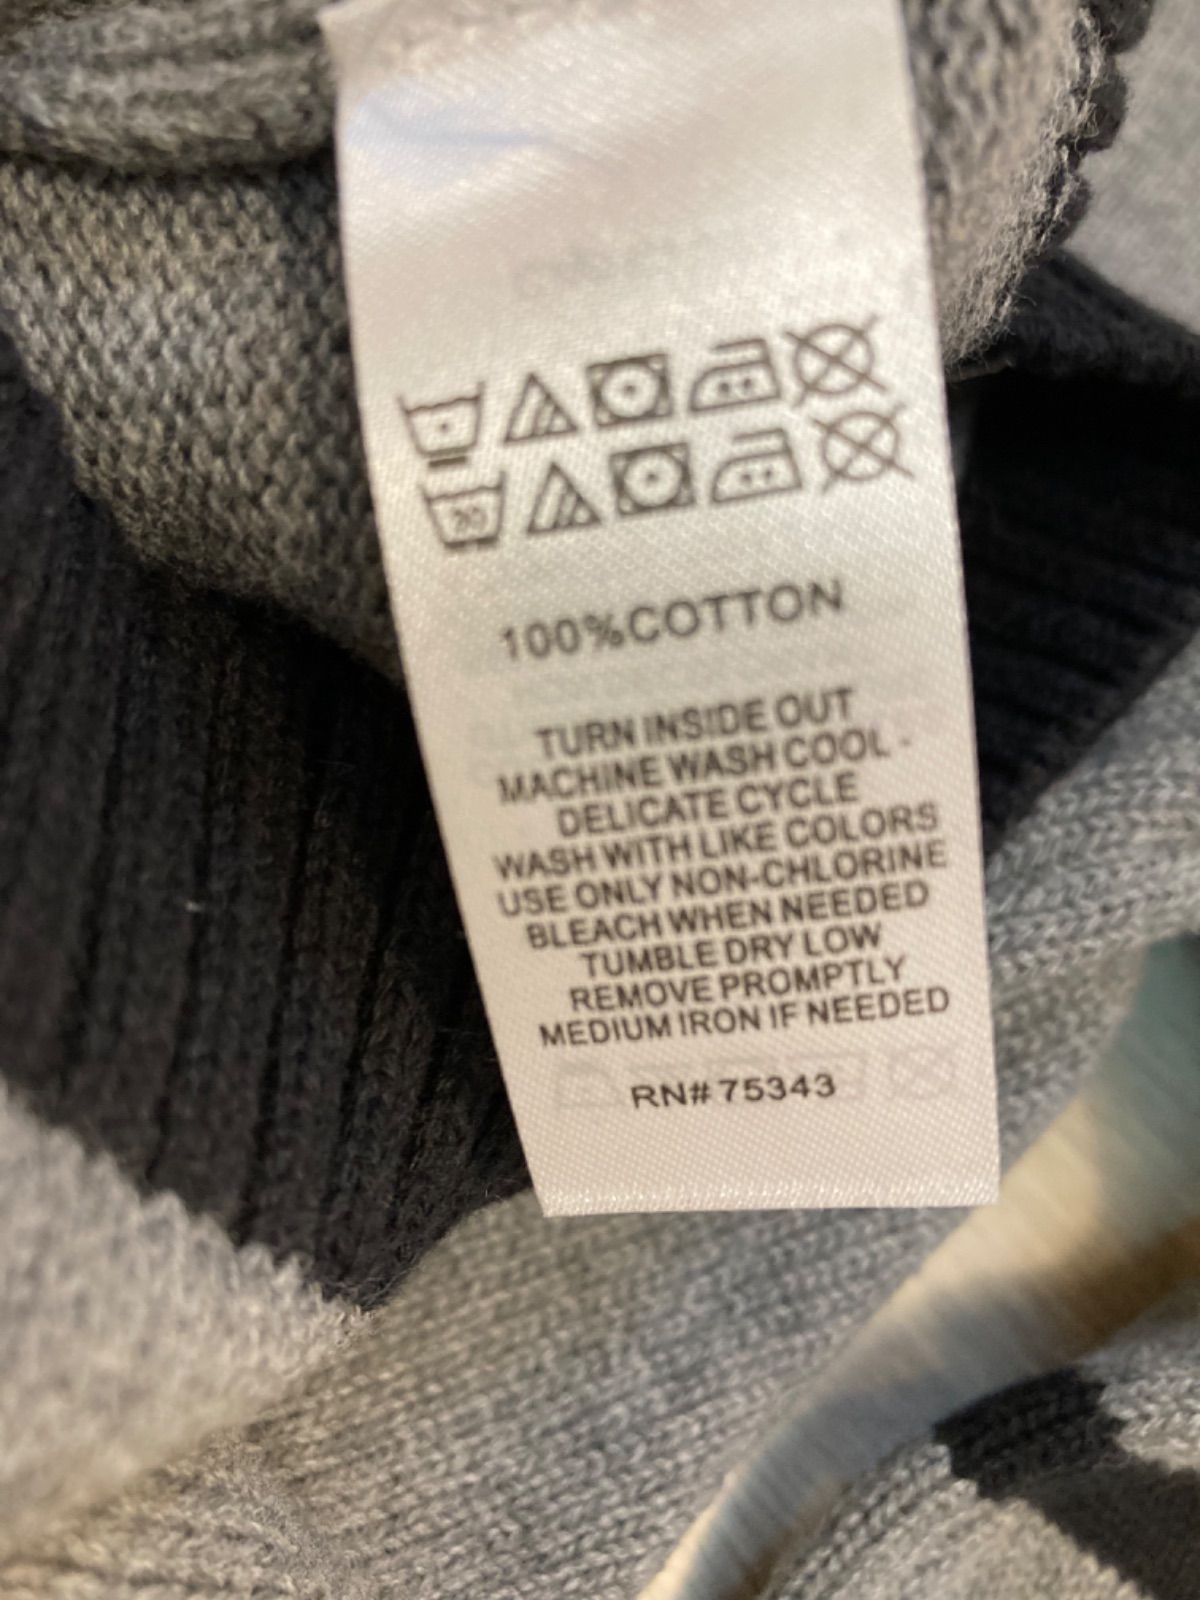 30
100%COTTON
TURN INSIDE OUT
MACHINE WASH COOL -
DELICATE CYCLE
WASH WITH LIKE COLORS
USE ONLY NON-CHLORINE
BLEACH WHEN NEEDED
TUMBLE DRY LOW
REMOVE PROMPTLY
MEDIUM IRON IF NEEDED
RN# 75343